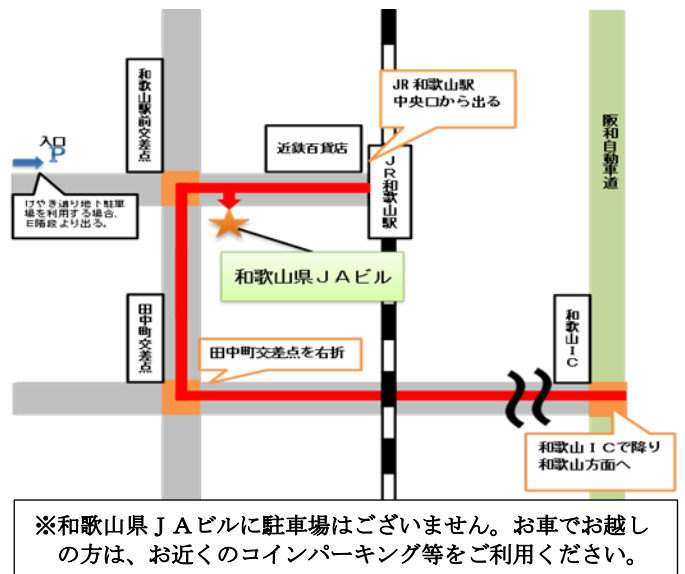 和歌山駅前交差点
JR 和歌山駅
中央口から出る
阪和自動車道
入口
P
近鉄百貨店
JR和歌山駅
けやき通り地下駐車
場を利用する場合、
E階段より出る。
和歌山県ＪＡビル
田中町交差点
和歌山ＩＣ
田中町交差点を右折
和歌山ＩＣで降り
和歌山方面へ
※和歌山県ＪＡビルに駐車場はございません。お車でお越し
の方は、お近くのコインパーキング等をご利用ください。